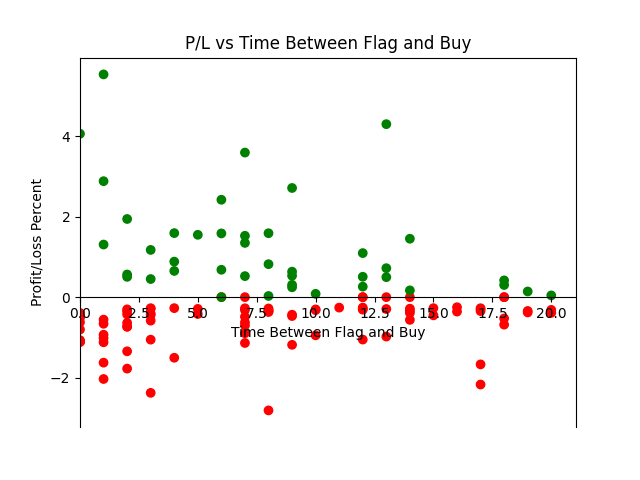 P/L vs Time Between Flag and Buy
Profit/Loss Percent
4
2
0
−2
0.0 2.5 5.0 7.5 10.0 12.5 15.0 17.5 20.0
Time Between Flag and Buy